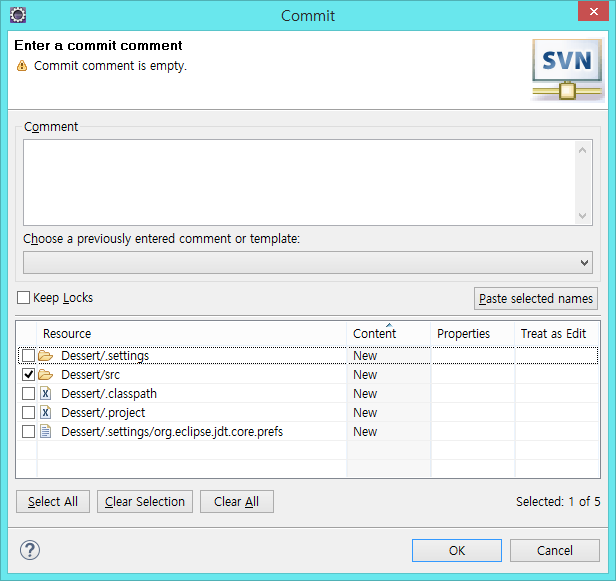 Commit
Enter a commit comment
Commit comment is empty.
SVN
Comment
Choose a previously entered comment or template:
Keep Locks
Paste selected names
Resource Content Properties Treat as Edit
Dessert/.settings New
Dessert/src New
Dessert/.classpath New
Dessert/.project New
Dessert/.settings/org.eclipse.jdt.core.prefs New
Select All Clear Selection Clear All Selected: 1 of 5
? OK Cancel